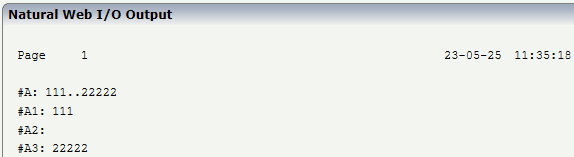 Natural Web I/O Output
Page 1 23-05-25 11:35:18
#A: 111..22222
#A1: 111
#A2:
#A3: 22222